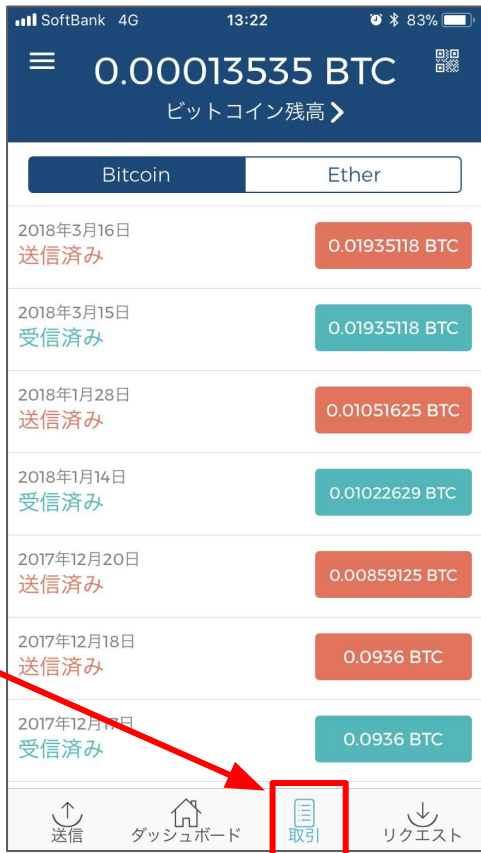 SoftBank 4G 13:22 83%
0.00013535 BTC
ビットコイン残高
Bitcoin Ether
2018年3月16日
送信済み 0.01935118 BTC
2018年3月15日
受信済み 0.01935118 BTC
2018年1月28日
送信済み 0.01051625 BTC
2018年1月14日
受信済み 0.01022629 BTC
2017年12月20日
送信済み 0.00859125 BTC
2017年12月18日
送信済み 0.0936 BTC
2017年12月17日
受信済み 0.0936 BTC
送信 ダッシュボード 取引 リクエスト